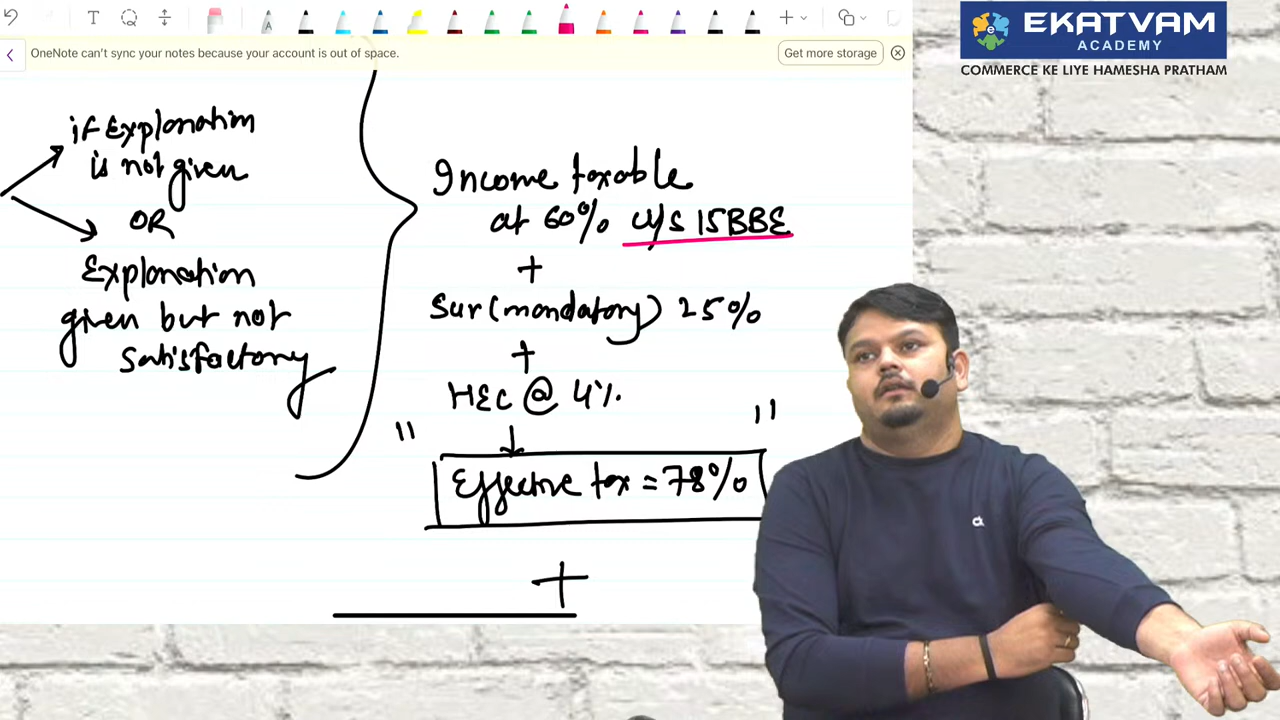 T
A
OneNote can't sync your notes because your account is out of space.
Get more storage
EKATVAM
ACADEMY
COMMERCE KE LIYE HAMESHA PRATHAM
if Explanation
is not given
OR
Explanation
given but not
satisfactory
Income taxable
at 60% u/s 15BBE
+
Sur (mandatory) 25%
+
HEC @ 4%.
" "
Effective tax = 78%
+